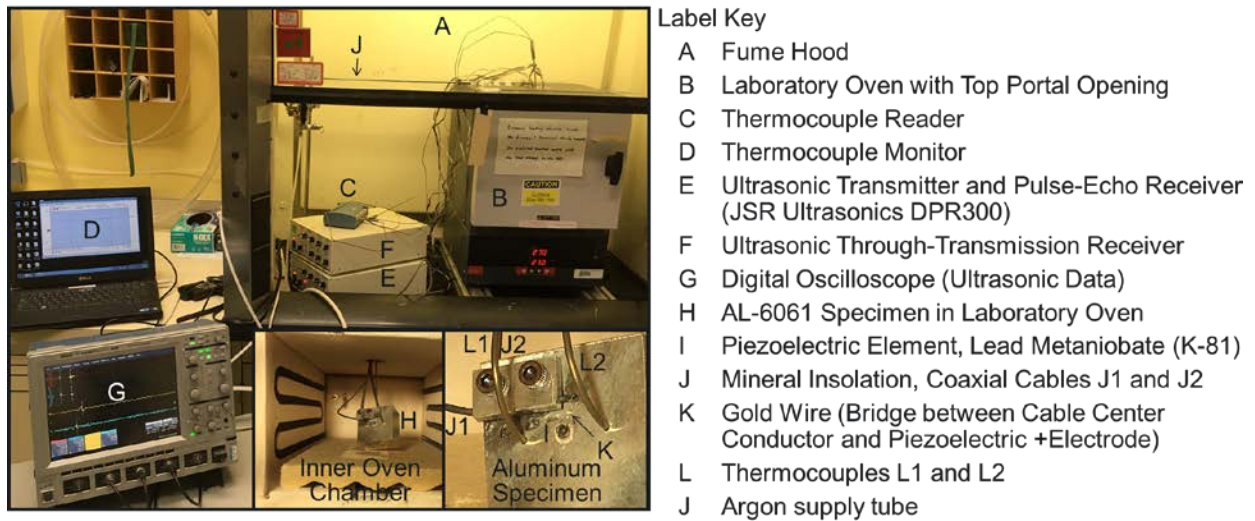 A
J
C
B
D
F
E
G
CAUTION
L1 J2
L2
H
J1
I
K
Inner Oven
Chamber
Aluminum
Specimen
Label Key
A Fume Hood
B Laboratory Oven with Top Portal Opening
C Thermocouple Reader
D Thermocouple Monitor
E Ultrasonic Transmitter and Pulse-Echo Receiver
(JSR Ultrasonics DPR300)
F Ultrasonic Through-Transmission Receiver
G Digital Oscilloscope (Ultrasonic Data)
H AL-6061 Specimen in Laboratory Oven
I Piezoelectric Element, Lead Metaniobate (K-81)
J Mineral Insolation, Coaxial Cables J1 and J2
K Gold Wire (Bridge between Cable Center
Conductor and Piezoelectric +Electrode)
L Thermocouples L1 and L2
J Argon supply tube